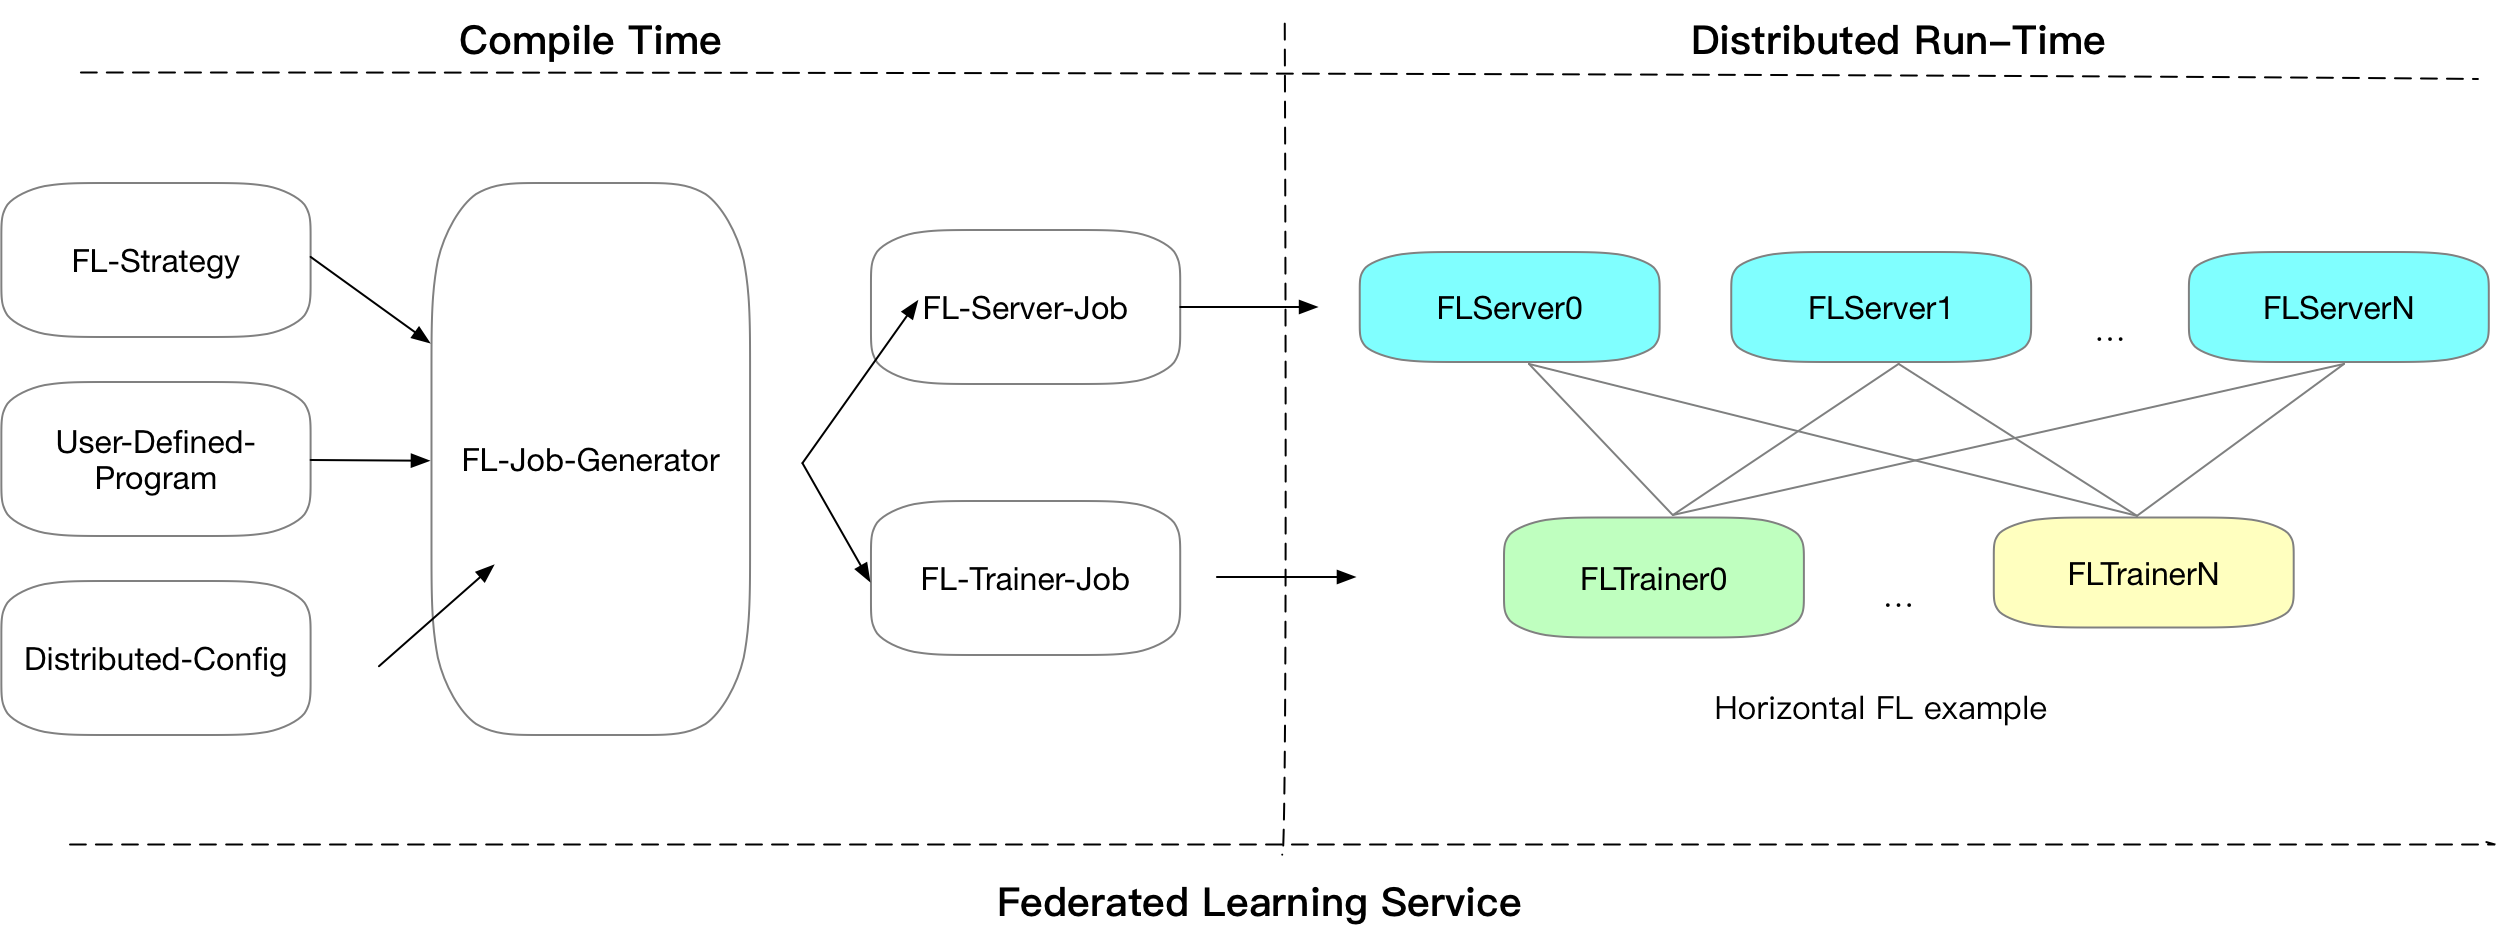 Compile Time
Distributed Run-Time
FL-Strategy
User-Defined-
Program
Distributed-Config
FL-Job-Generator
FL-Server-Job
FL-Trainer-Job
FLServer0
FLServer1
...
FLServerN
FLTrainer0
...
FLTrainerN
Horizontal FL example
Federated Learning Service